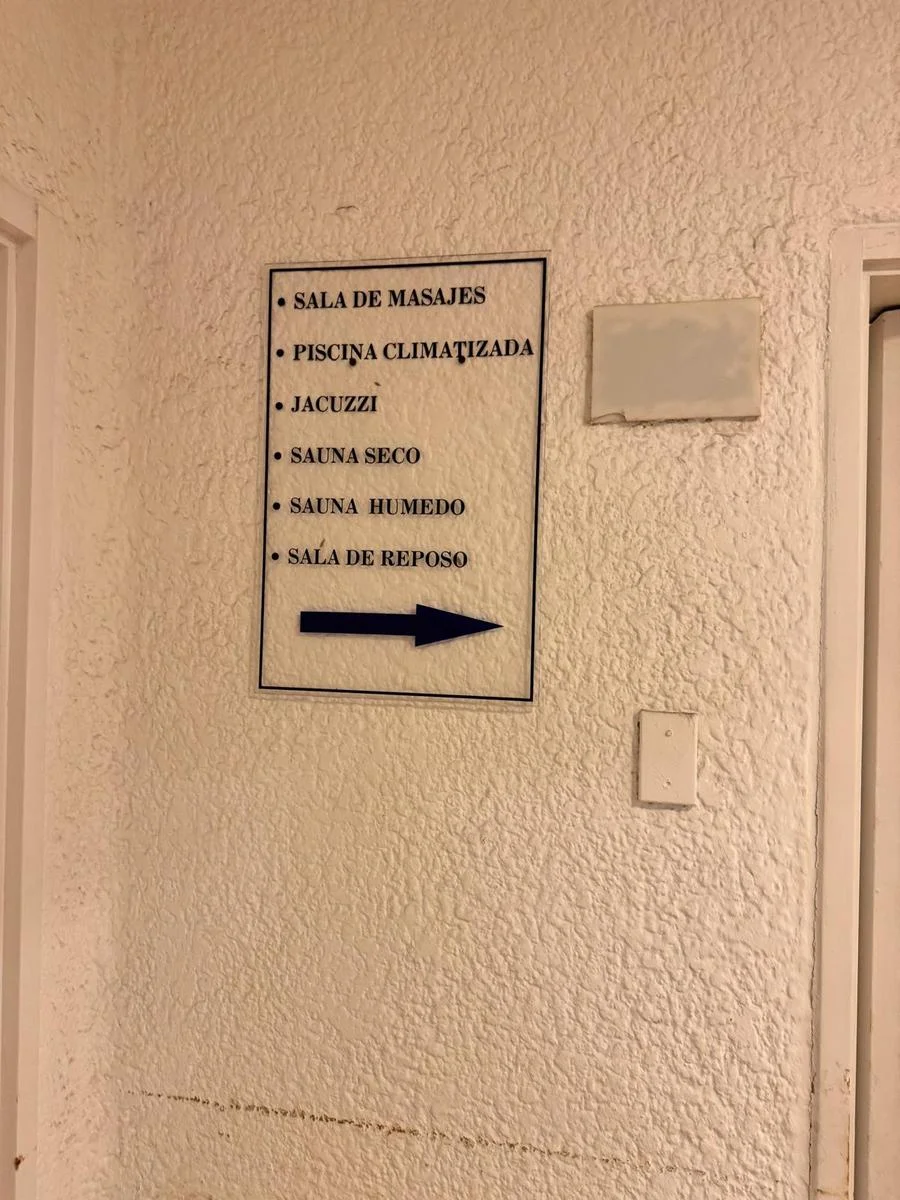 • SALA DE MASAJES
• PISCINA CLIMATIZADA
• JACUZZI
• SAUNA SECO
• SAUNA HUMEDO
• SALA DE REPOSO